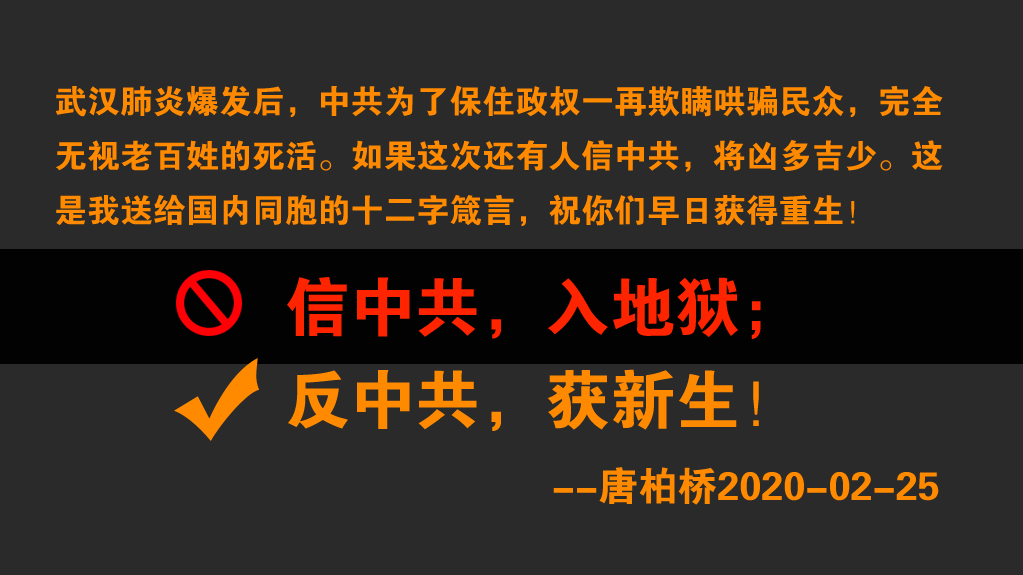 武汉肺炎爆发后，中共为了保住政权一再欺瞒哄骗民众，完全
无视老百姓的死活。如果这次还有人信中共，将凶多吉少。这
是我送给国内同胞的十二字箴言，祝你们早日获得重生！
信中共，入地狱；
反中共，获新生！
--唐柏桥2020-02-25